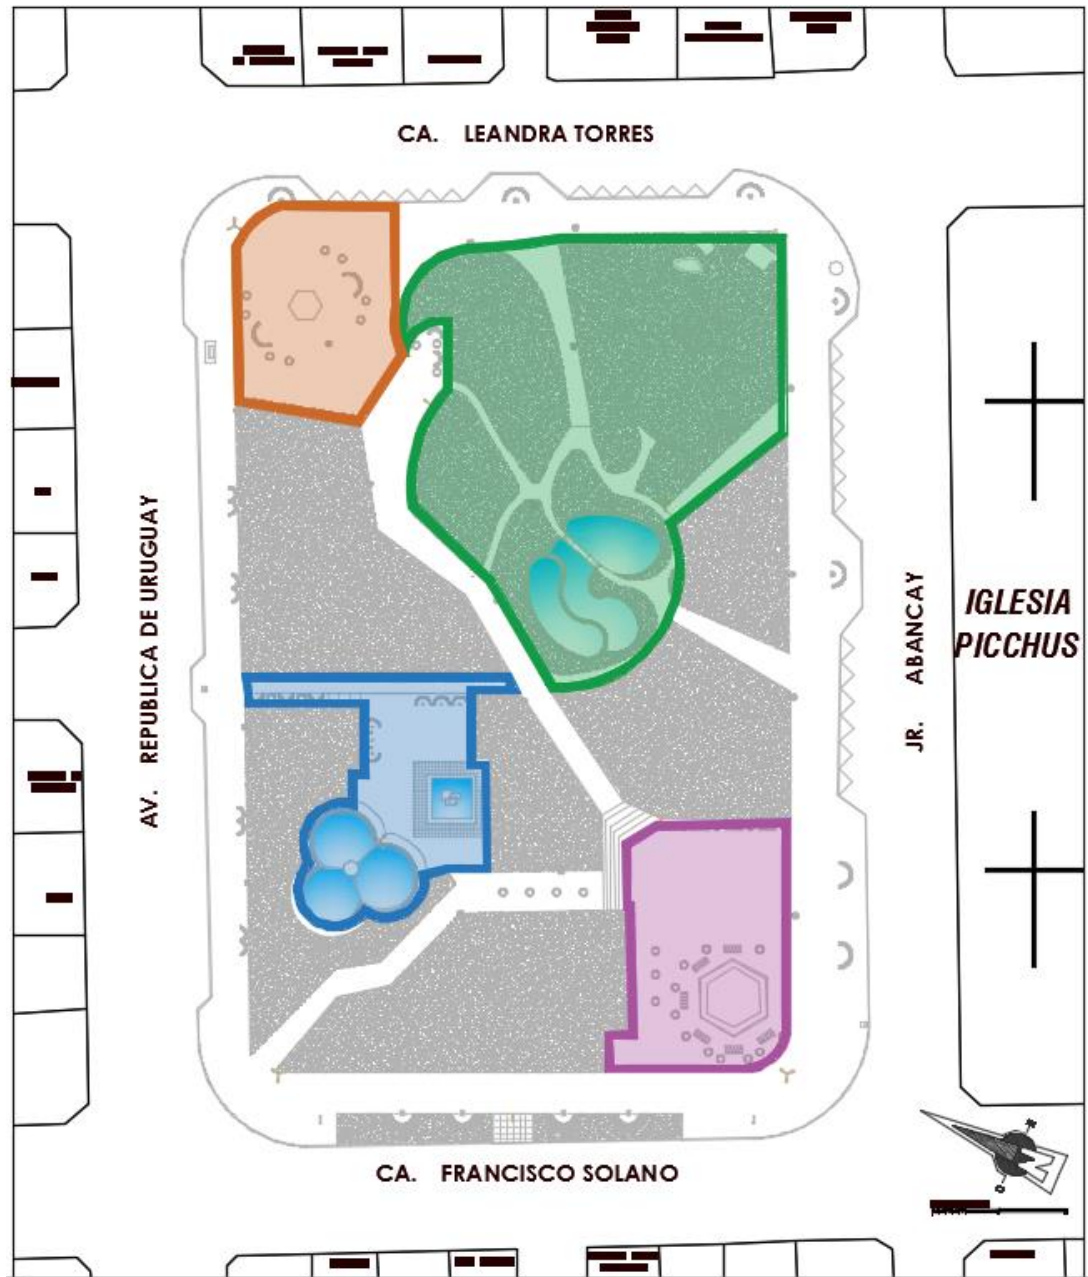 CA. LEANDRA TORRES
AV. REPUBLICA DE URUGUAY
JR. ABANCAY
IGLESIA
PICCHUS
CA. FRANCISCO SOLANO